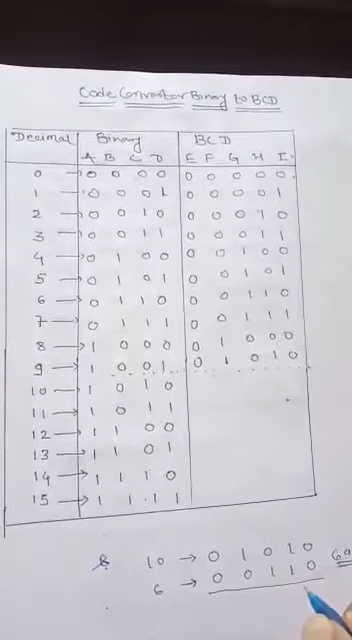 Code Converter Binary to BCD
Decimal Binary BCD
A B C D E F G H I
0 → 0 0 0 0 0 0 0 0 0
1 → 0 0 0 1 0 0 0 0 1
2 → 0 0 1 0 0 0 0 1 0
3 → 0 0 1 1 0 0 0 1 1
4 → 0 1 0 0 0 0 1 0 0
5 → 0 1 0 1 0 0 1 0 1
6 → 0 1 1 0 0 0 1 1 0
7 → 0 1 1 1 0 0 1 1 1
8 → 1 0 0 0 0 1 0 0 0
9 → 1 0 0 1 0 1 0 1 0
10 → 1 0 1 0
11 → 1 0 1 1
12 → 1 1 0 0
13 → 1 1 0 1
14 → 1 1 1 0
15 → 1 1 1 1
10 → 0 1 0 1 0
6 → 0 0 1 1 0